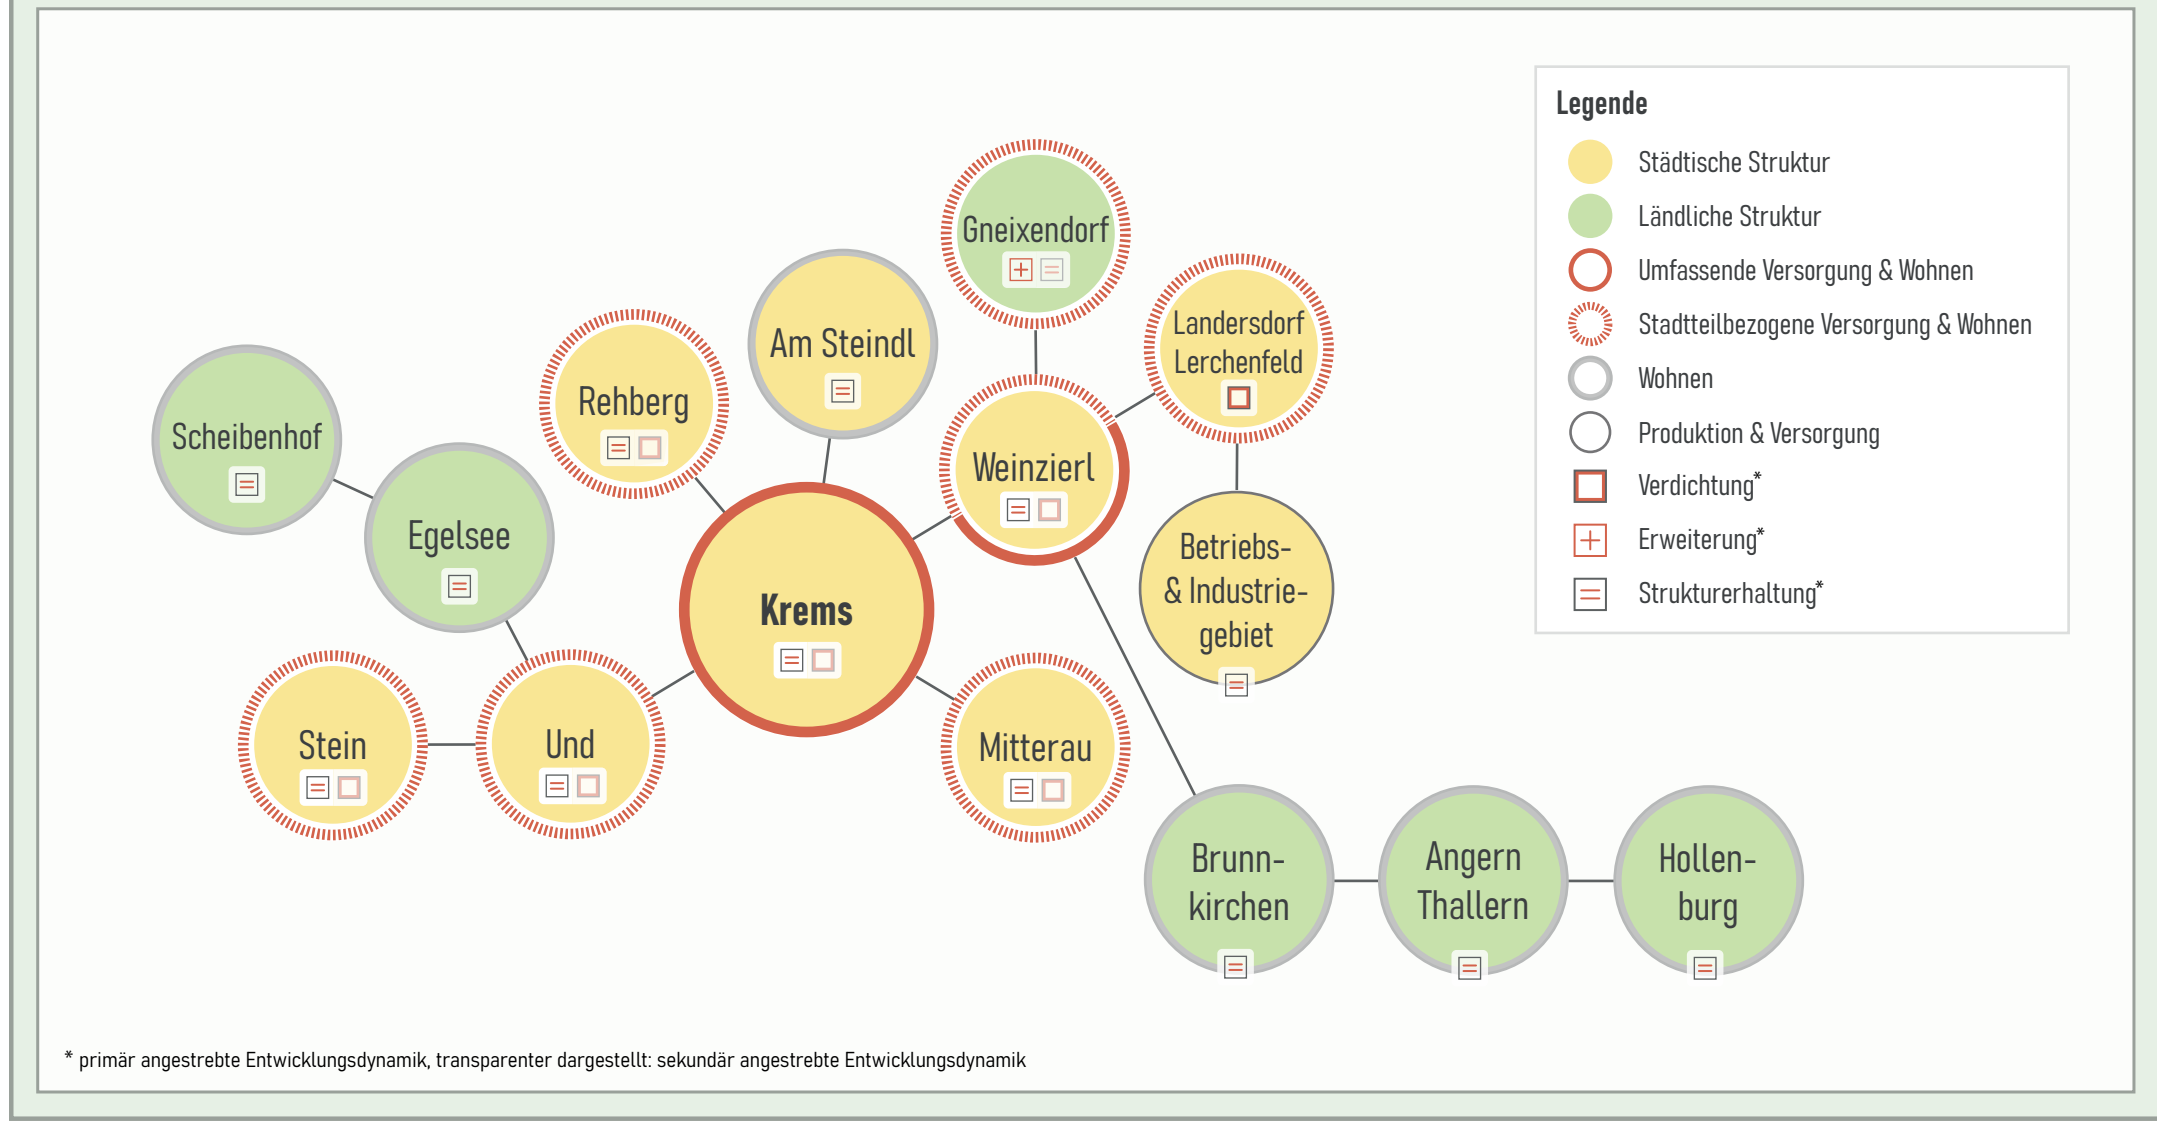 Legende
Städtische Struktur
Ländliche Struktur
Umfassende Versorgung & Wohnen
Stadtteilbezogene Versorgung & Wohnen
Wohnen
Produktion & Versorgung
Verdichtung*
Erweiterung*
Strukturerhaltung*
Gneixendorf
Landersdorf
Lerchenfeld
Am Steindl
Rehberg
Scheibenhof
Weinzierl
Egelsee
Betriebs-
& Industrie-
gebiet
Krems
Stein
Und
Mitterau
Brunn-
kirchen
Angern
Thallern
Hollen-
burg
* primär angestrebte Entwicklungsdynamik, transparenter dargestellt: sekundär angestrebte Entwicklungsdynamik